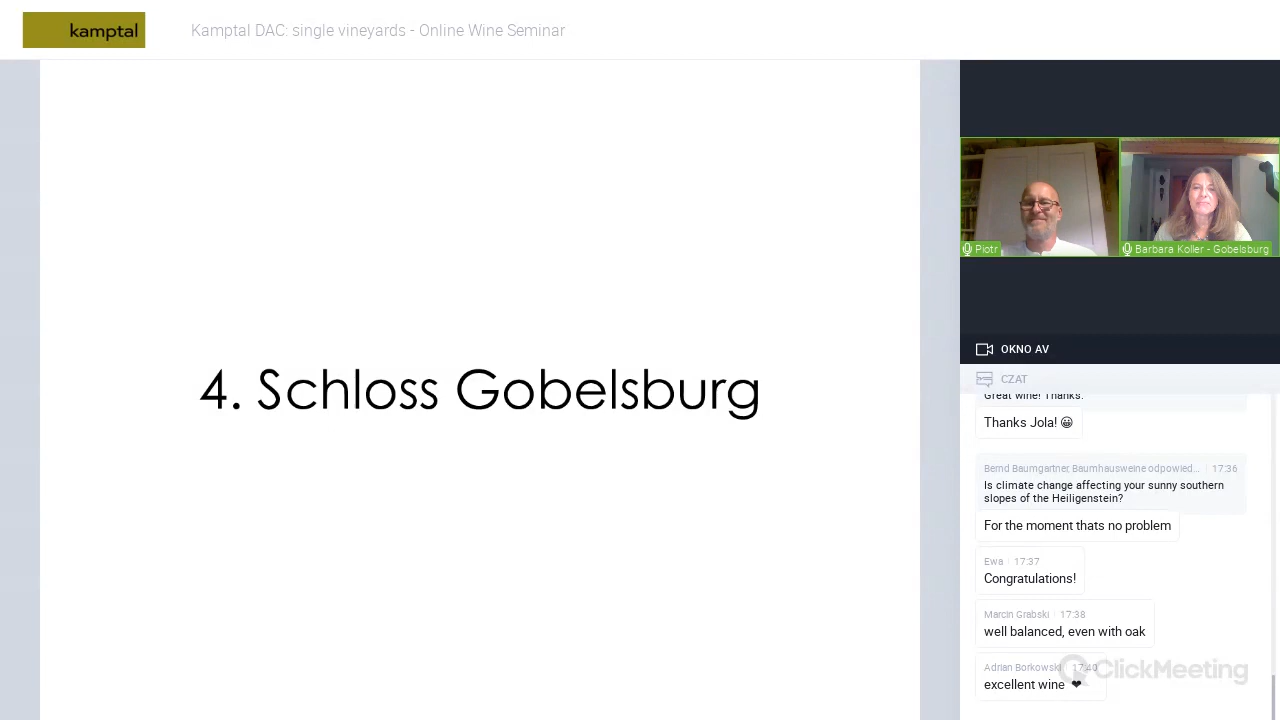 kamptal
Kamptal DAC: single vineyards - Online Wine Seminar
4. Schloss Gobelsburg
Piotr
Barbara Koller - Gobelsburg
OKNO AV
CZAT
Great wine! Thanks.
Thanks Jola! 😀
Bernd Baumgartner, Baumhausweine odpowied... 17:36
Is climate change affecting your sunny southern
slopes of the Heiligenstein?
For the moment thats no problem
Ewa 17:37
Congratulations!
Marcin Grabski 17:38
well balanced, even with oak
Adrian Borkowski 17:40
excellent wine ❤
ClickMeeting